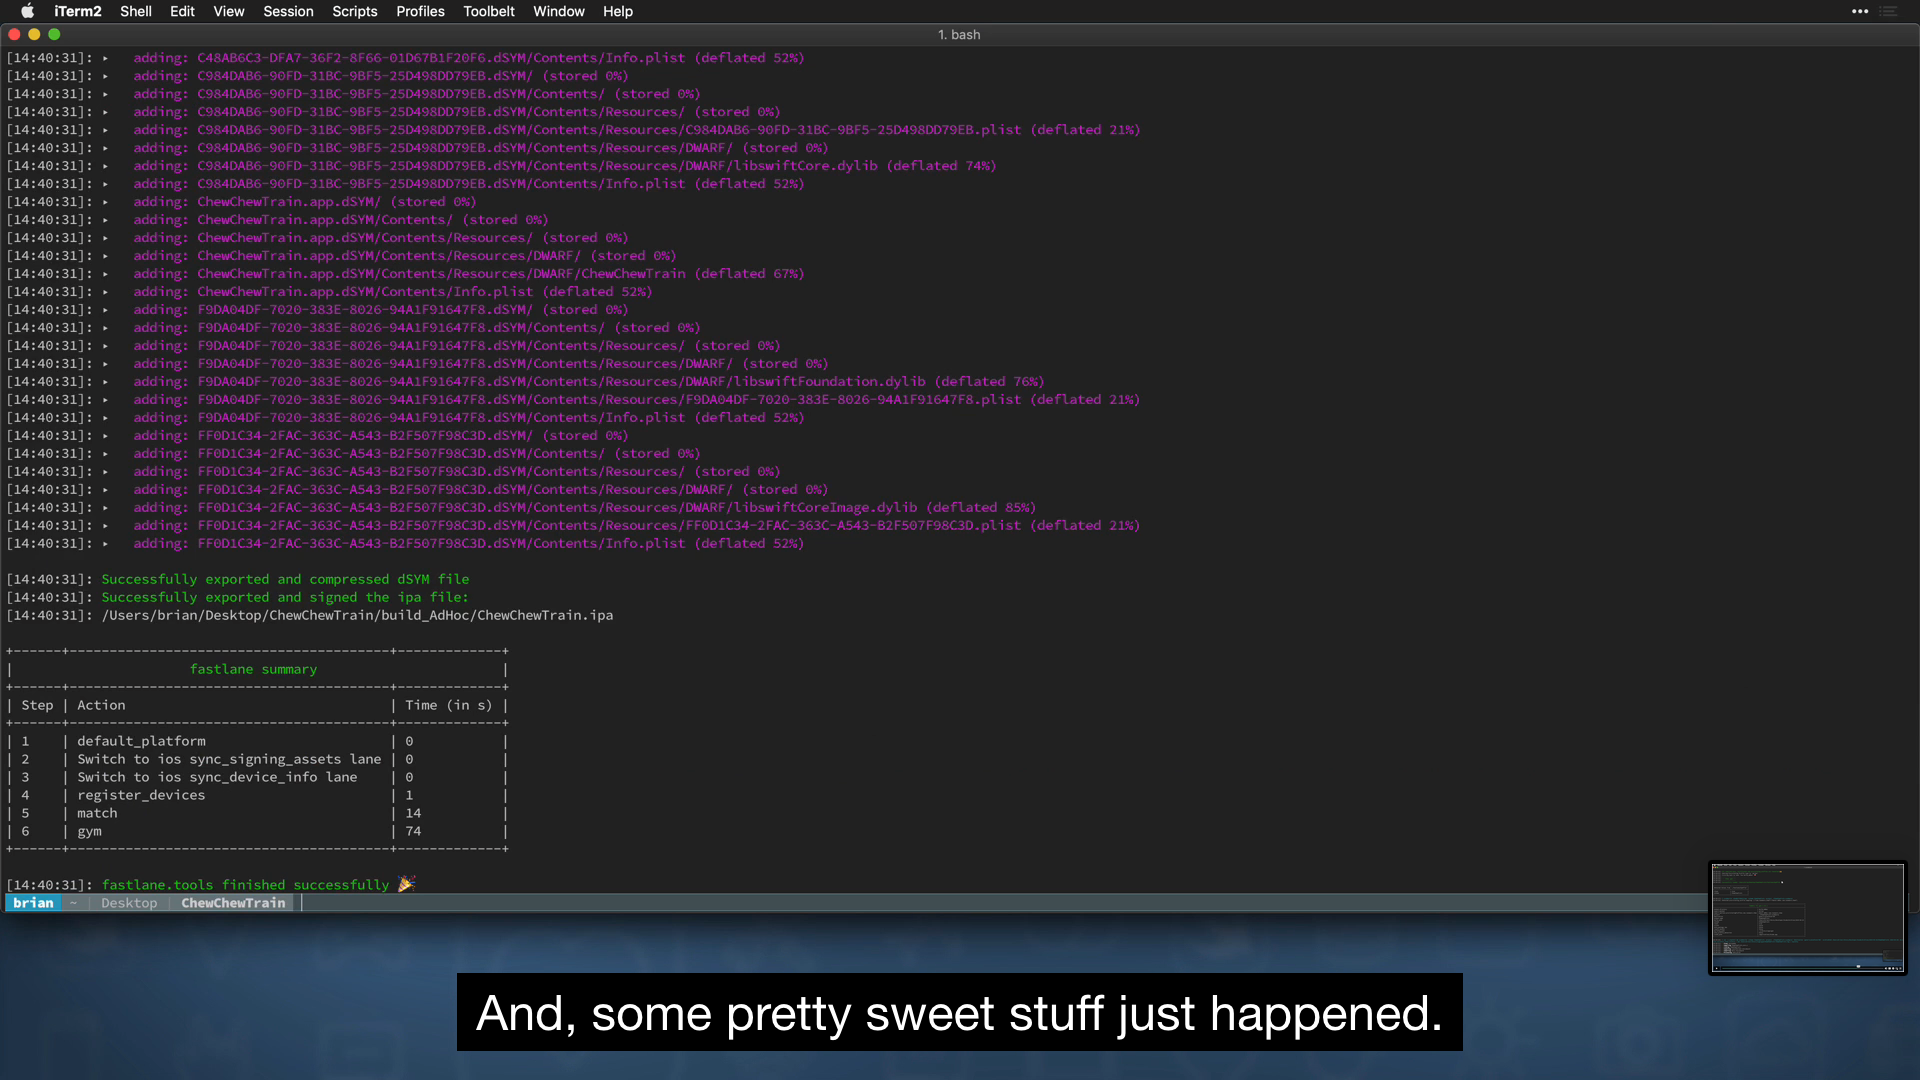 iTerm2 Shell Edit View Session Scripts Profiles Toolbelt Window Help
1. bash
[14:40:31]: ▸ adding: C48AB6C3-DFA7-36F2-8F66-01D67B1F20F6.dSYM/Contents/Info.plist (deflated 52%)
[14:40:31]: ▸ adding: C984DAB6-90FD-31BC-9BF5-25D498DD79EB.dSYM/ (stored 0%)
[14:40:31]: ▸ adding: C984DAB6-90FD-31BC-9BF5-25D498DD79EB.dSYM/Contents/ (stored 0%)
[14:40:31]: ▸ adding: C984DAB6-90FD-31BC-9BF5-25D498DD79EB.dSYM/Contents/Resources/ (stored 0%)
[14:40:31]: ▸ adding: C984DAB6-90FD-31BC-9BF5-25D498DD79EB.dSYM/Contents/Resources/C984DAB6-90FD-31BC-9BF5-25D498DD79EB.plist (deflated 21%)
[14:40:31]: ▸ adding: C984DAB6-90FD-31BC-9BF5-25D498DD79EB.dSYM/Contents/Resources/DWARF/ (stored 0%)
[14:40:31]: ▸ adding: C984DAB6-90FD-31BC-9BF5-25D498DD79EB.dSYM/Contents/Resources/DWARF/libswiftCore.dylib (deflated 74%)
[14:40:31]: ▸ adding: C984DAB6-90FD-31BC-9BF5-25D498DD79EB.dSYM/Contents/Info.plist (deflated 52%)
[14:40:31]: ▸ adding: ChewChewTrain.app.dSYM/ (stored 0%)
[14:40:31]: ▸ adding: ChewChewTrain.app.dSYM/Contents/ (stored 0%)
[14:40:31]: ▸ adding: ChewChewTrain.app.dSYM/Contents/Resources/ (stored 0%)
[14:40:31]: ▸ adding: ChewChewTrain.app.dSYM/Contents/Resources/DWARF/ (stored 0%)
[14:40:31]: ▸ adding: ChewChewTrain.app.dSYM/Contents/Resources/DWARF/ChewChewTrain (deflated 67%)
[14:40:31]: ▸ adding: ChewChewTrain.app.dSYM/Contents/Info.plist (deflated 52%)
[14:40:31]: ▸ adding: F9DA04DF-7020-383E-8026-94A1F91647F8.dSYM/ (stored 0%)
[14:40:31]: ▸ adding: F9DA04DF-7020-383E-8026-94A1F91647F8.dSYM/Contents/ (stored 0%)
[14:40:31]: ▸ adding: F9DA04DF-7020-383E-8026-94A1F91647F8.dSYM/Contents/Resources/ (stored 0%)
[14:40:31]: ▸ adding: F9DA04DF-7020-383E-8026-94A1F91647F8.dSYM/Contents/Resources/DWARF/ (stored 0%)
[14:40:31]: ▸ adding: F9DA04DF-7020-383E-8026-94A1F91647F8.dSYM/Contents/Resources/DWARF/libswiftFoundation.dylib (deflated 76%)
[14:40:31]: ▸ adding: F9DA04DF-7020-383E-8026-94A1F91647F8.dSYM/Contents/Resources/F9DA04DF-7020-383E-8026-94A1F91647F8.plist (deflated 21%)
[14:40:31]: ▸ adding: F9DA04DF-7020-383E-8026-94A1F91647F8.dSYM/Contents/Info.plist (deflated 52%)
[14:40:31]: ▸ adding: FF0D1C34-2FAC-363C-A543-B2F507F98C3D.dSYM/ (stored 0%)
[14:40:31]: ▸ adding: FF0D1C34-2FAC-363C-A543-B2F507F98C3D.dSYM/Contents/ (stored 0%)
[14:40:31]: ▸ adding: FF0D1C34-2FAC-363C-A543-B2F507F98C3D.dSYM/Contents/Resources/ (stored 0%)
[14:40:31]: ▸ adding: FF0D1C34-2FAC-363C-A543-B2F507F98C3D.dSYM/Contents/Resources/DWARF/ (stored 0%)
[14:40:31]: ▸ adding: FF0D1C34-2FAC-363C-A543-B2F507F98C3D.dSYM/Contents/Resources/DWARF/libswiftCoreImage.dylib (deflated 85%)
[14:40:31]: ▸ adding: FF0D1C34-2FAC-363C-A543-B2F507F98C3D.dSYM/Contents/Resources/FF0D1C34-2FAC-363C-A543-B2F507F98C3D.plist (deflated 21%)
[14:40:31]: ▸ adding: FF0D1C34-2FAC-363C-A543-B2F507F98C3D.dSYM/Contents/Info.plist (deflated 52%)
[14:40:31]: Successfully exported and compressed dSYM file
[14:40:31]: Successfully exported and signed the ipa file:
[14:40:31]: /Users/brian/Desktop/ChewChewTrain/build_AdHoc/ChewChewTrain.ipa
+------+----------------------------------------+-------------+
| fastlane summary |
+------+----------------------------------------+-------------+
| Step | Action | Time (in s) |
+------+----------------------------------------+-------------+
| 1 | default_platform | 0 |
| 2 | Switch to ios sync_signing_assets lane | 0 |
| 3 | Switch to ios sync_device_info lane | 0 |
| 4 | register_devices | 1 |
| 5 | match | 14 |
| 6 | gym | 74 |
+------+----------------------------------------+-------------+
[14:40:31]: fastlane.tools finished successfully 🎉
brian ~ Desktop ChewChewTrain
And, some pretty sweet stuff just happened.